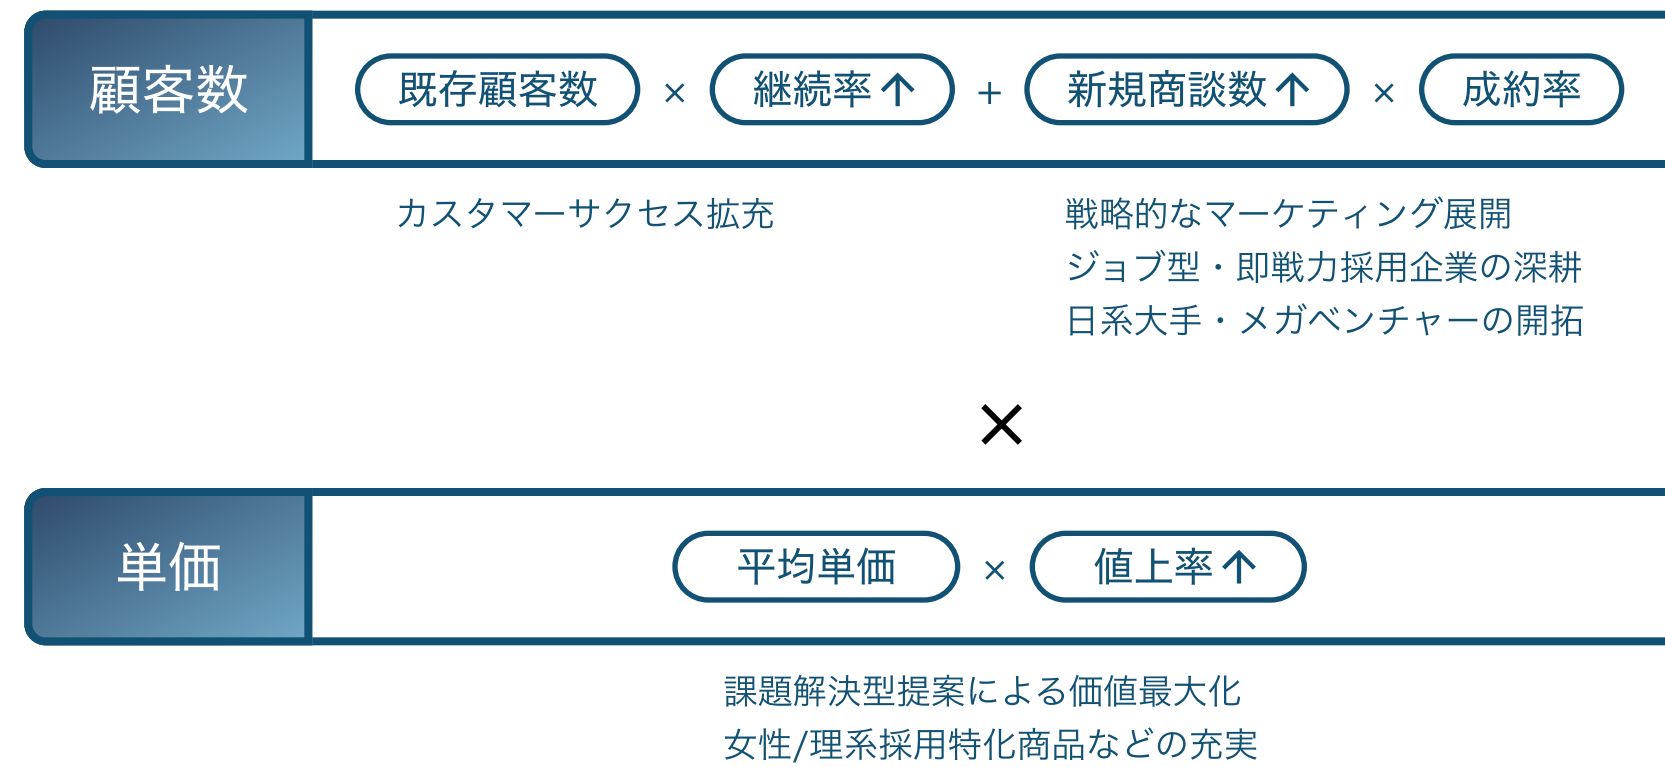 顧客数
既存顧客数 × 継続率↑ + 新規商談数↑ × 成約率
カスタマーサクセス拡充
戦略的なマーケティング展開
ジョブ型・即戦力採用企業の深耕
日系大手・メガベンチャーの開拓
×
単価
平均単価 × 値上率↑
課題解決型提案による価値最大化
女性/理系採用特化商品などの充実